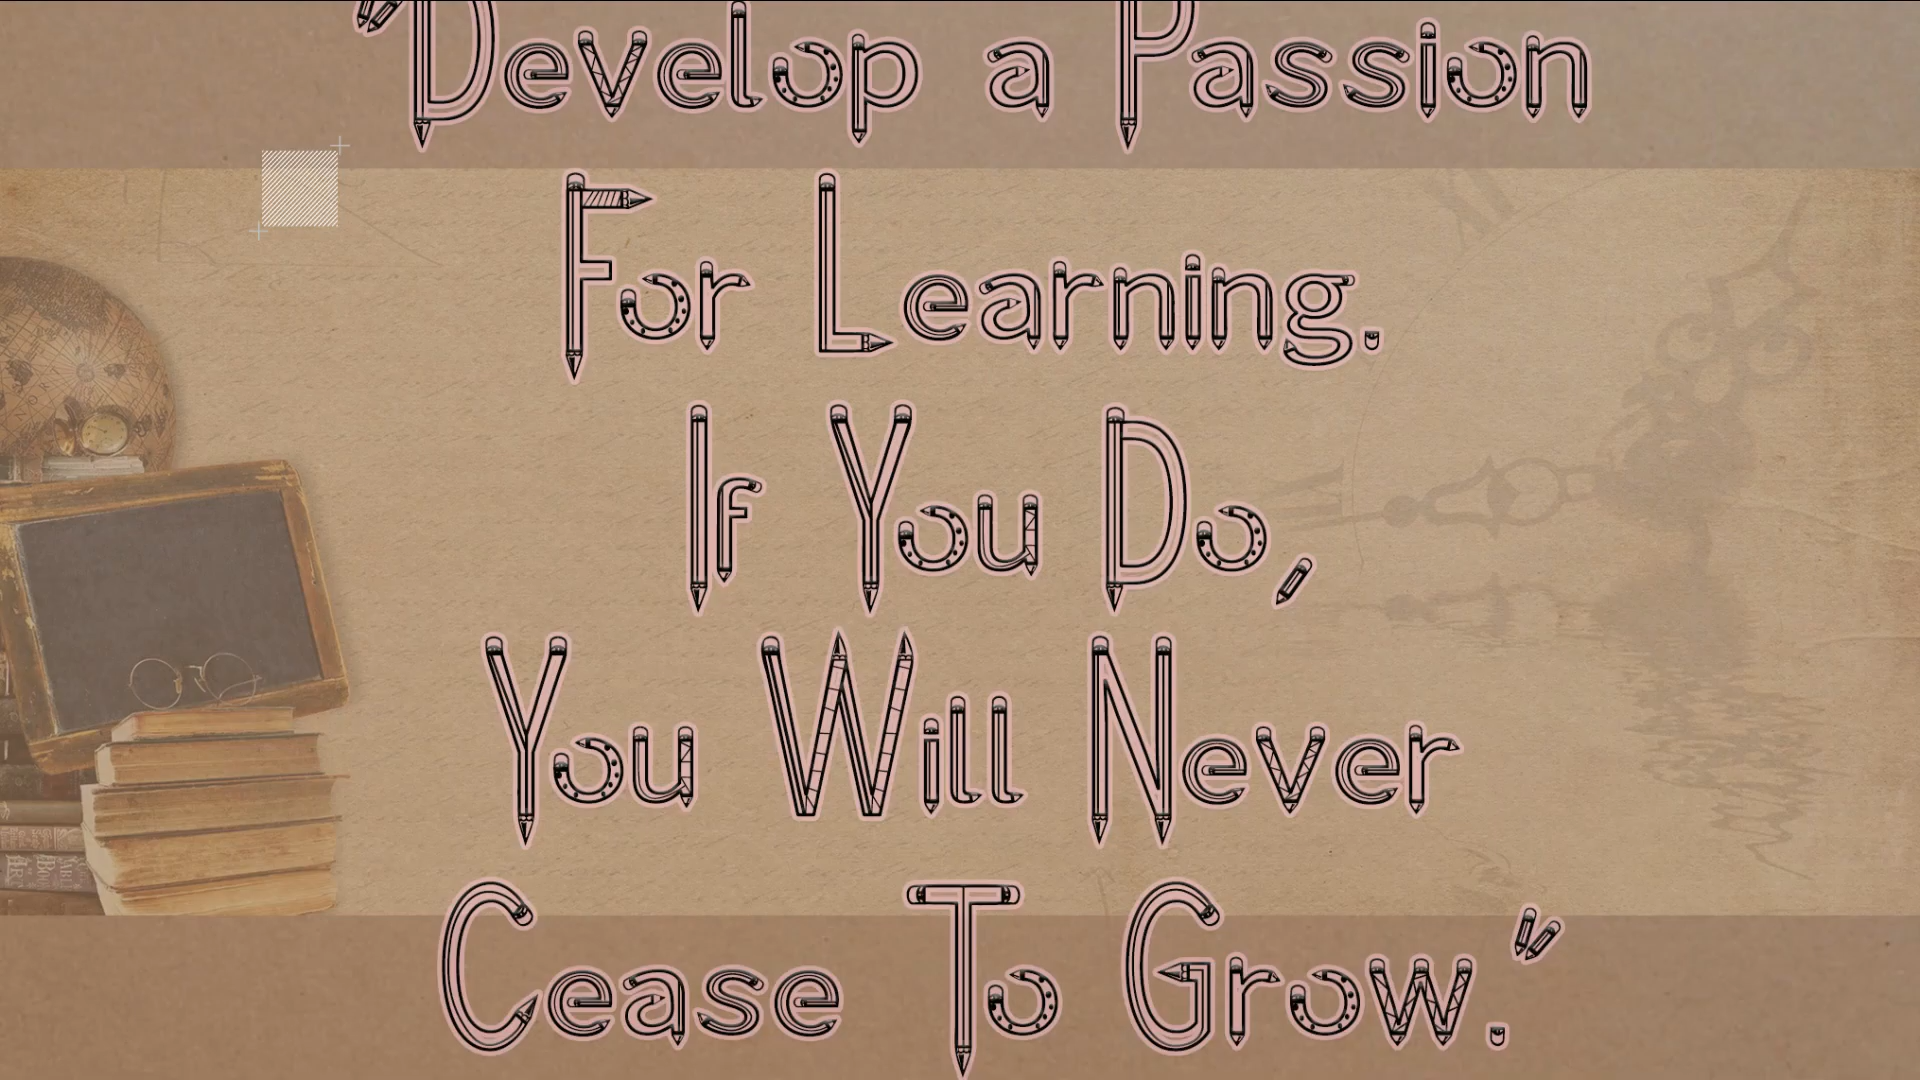 "Develop a Passion
For Learning.
If You Do,
You Will Never
Cease To Grow."